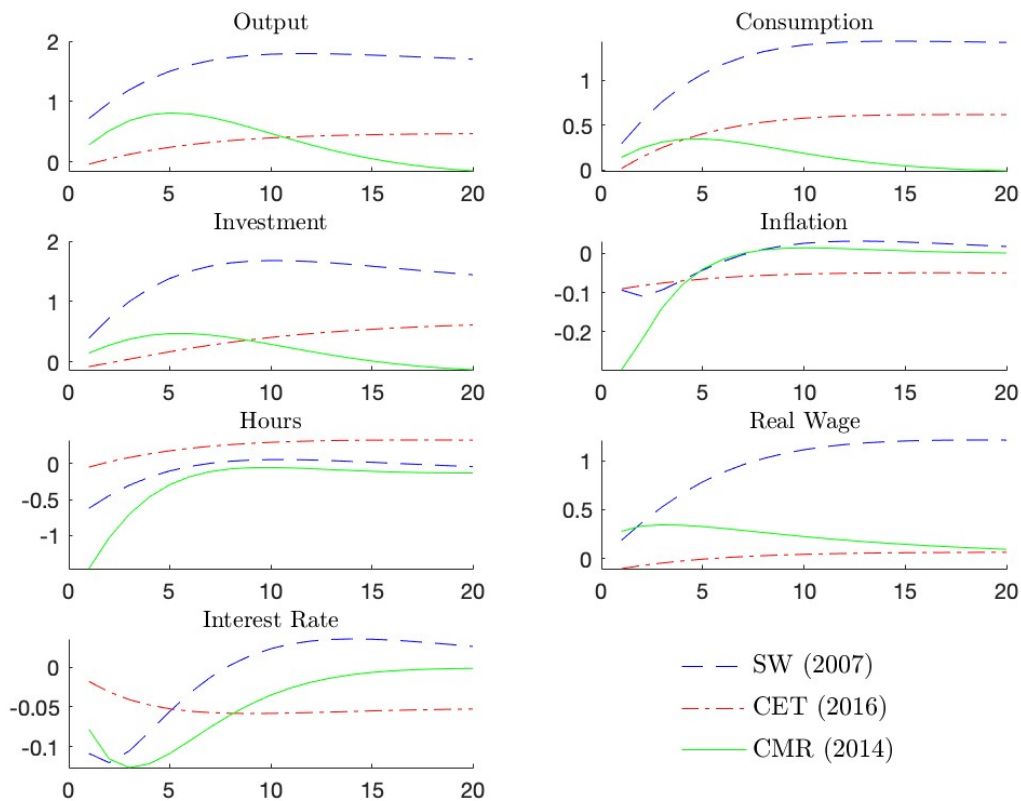 Output
2
1
0
0 5 10 15 20
Consumption
1
0.5
0
0 5 10 15 20
Investment
2
1
0
0 5 10 15 20
Inflation
0
-0.1
-0.2
0 5 10 15 20
Hours
0
-0.5
-1
0 5 10 15 20
Real Wage
1
0.5
0
0 5 10 15 20
Interest Rate
0
-0.05
-0.1
0 5 10 15 20
SW (2007)
CET (2016)
CMR (2014)